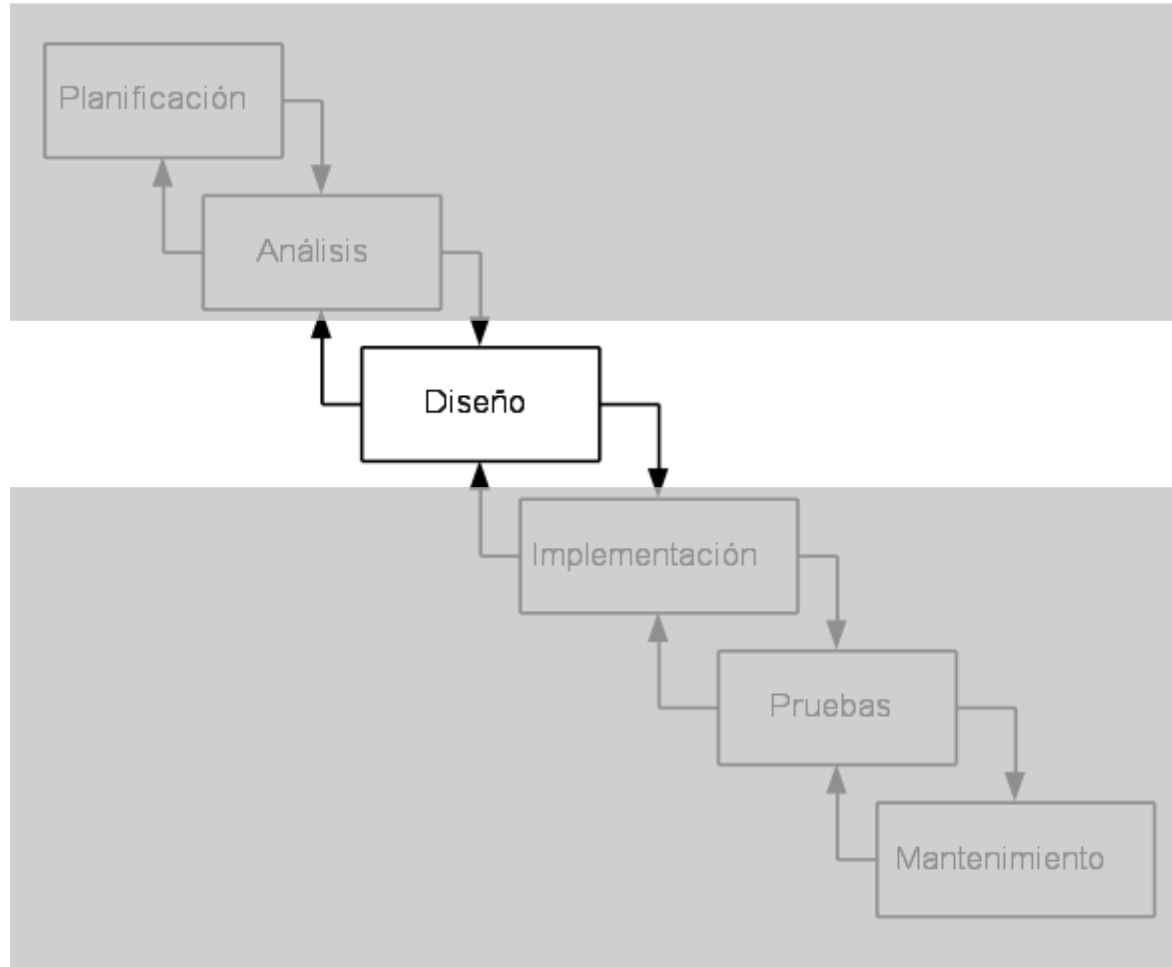 Planificación
Análisis
Diseño
Implementación
Pruebas
Mantenimiento